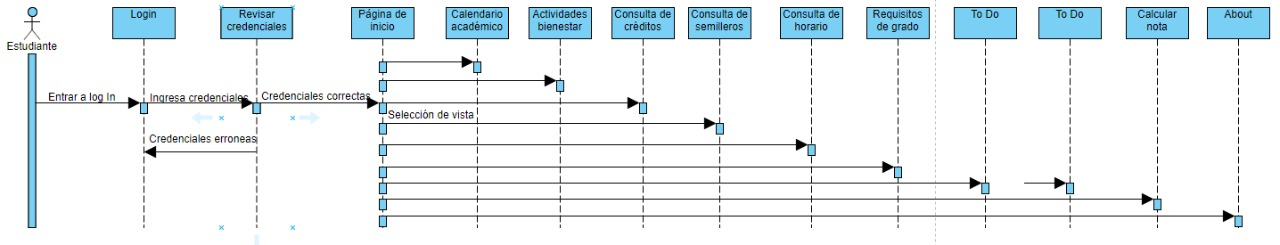 Estudiante
Login
Revisar
credenciales
Página de
inicio
Calendario
académico
Actividades
bienestar
Consulta de
créditos
Consulta de
semilleros
Consulta de
horario
Requisitos
de grado
To Do
To Do
Calcular
nota
About
Entrar a log In
Ingresa credenciales
Credenciales correctas
Selección de vista
Credenciales erroneas